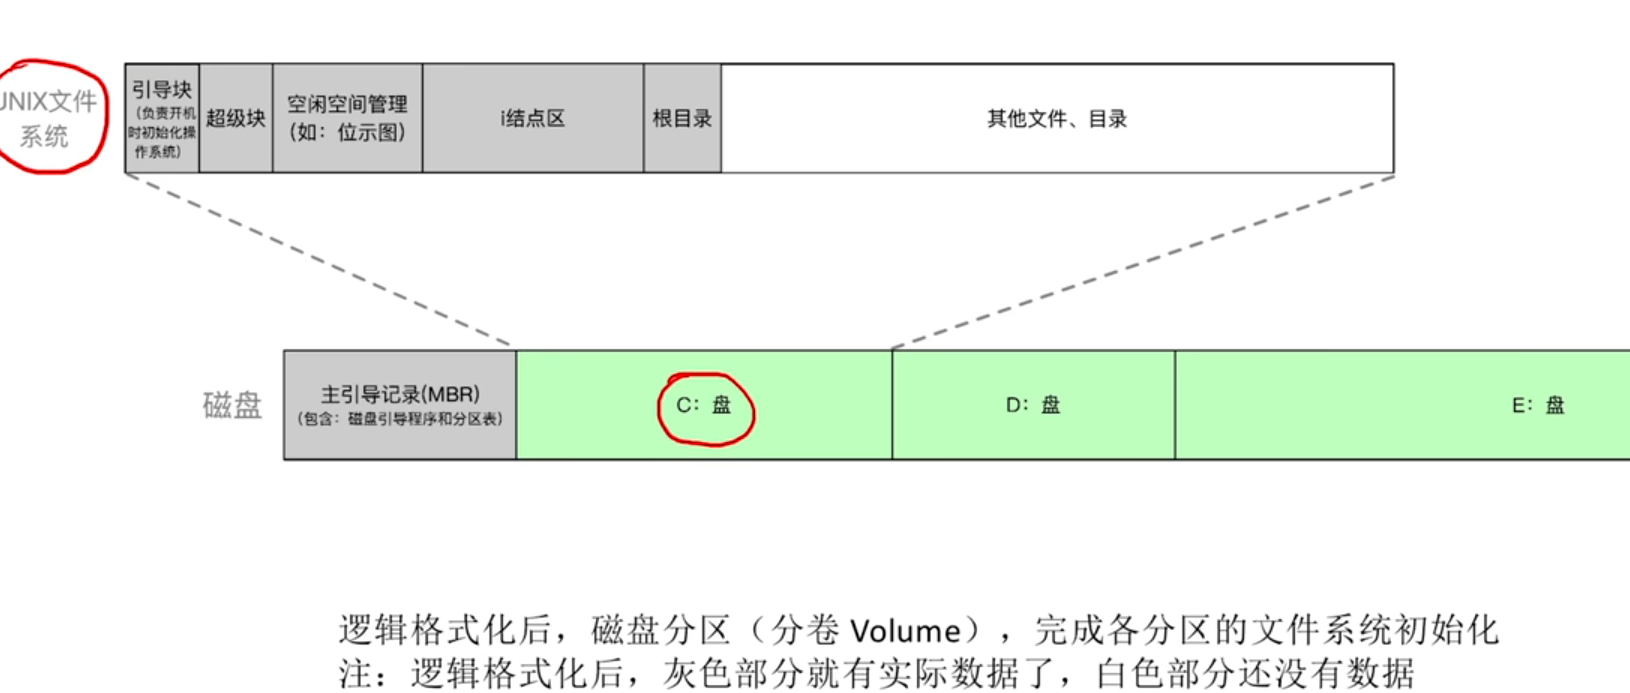 UNIX文件
系统
引导块
（负责开机
时初始化操
作系统）
超级块
空闲空间管理
（如：位示图）
i结点区
根目录
其他文件、目录
磁盘
主引导记录(MBR)
（包含：磁盘引导程序和分区表）
C：盘
D：盘
E：盘
逻辑格式化后，磁盘分区（分卷 Volume），完成各分区的文件系统初始化
注：逻辑格式化后，灰色部分就有实际数据了，白色部分还没有数据